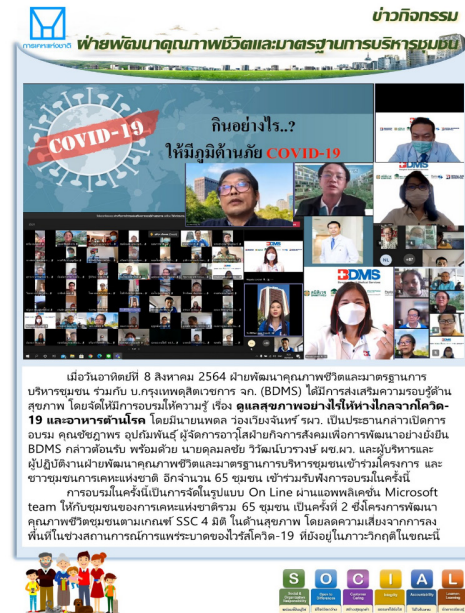 ข่าวกิจกรรม
การเคหะแห่งชาติ
ฝ่ายพัฒนาคุณภาพชีวิตและมาตรฐานการบริหารชุมชน
COVID-19
กินอย่างไร..?
ให้มีภูมิต้านภัย COVID-19
BDMS
BDMS
BDMS
NL
+87
เมื่อวันอาทิตย์ที่ 8 สิงหาคม 2564 ฝ่ายพัฒนาคุณภาพชีวิตและมาตรฐานการ
บริหารชุมชน ร่วมกับ บ.กรุงเทพดุสิตเวชการ จก. (BDMS) ได้มีการส่งเสริมความรอบรู้ด้าน
สุขภาพ โดยจัดให้มีการอบรมให้ความรู้ เรื่อง ดูแลสุขภาพอย่างไรให้ห่างไกลจากโควิด-
19 และอาหารต้านโรค โดยมีนายนพดล ว่องเวียงจันทร์ รผว. เป็นประธานกล่าวเปิดการ
อบรม คุณชัชฎาพร อุปถัมพันธุ์ ผู้จัดการอาวุโสฝ่ายกิจการสังคมเพื่อการพัฒนาอย่างยั่งยืน
BDMS กล่าวต้อนรับ พร้อมด้วย นายดุลมลชัย วิวัฒน์บวรวงษ์ ผช.ผว. และผู้บริหารและ
ผู้ปฏิบัติงานฝ่ายพัฒนาคุณภาพชีวิตและมาตรฐานการบริหารชุมชนเข้าร่วมโครงการ และ
ชาวชุมชนการเคหะแห่งชาติ อีกจำนวน 65 ชุมชน เข้าร่วมรับฟังการอบรมในครั้งนี้
การอบรมในครั้งนี้เป็นการจัดในรูปแบบ On Line ผ่านแอพพลิเคชั่น Microsoft
team ให้กับชุมชนของการเคหะแห่งชาติรวม 65 ชุมชน เป็นครั้งที่ 2 ซึ่งโครงการพัฒนา
คุณภาพชีวิตชุมชนตามเกณฑ์ SSC 4 มิติ ในด้านสุขภาพ โดยลดความเสี่ยงจากการลง
พื้นที่ในช่วงสถานการณ์การแพร่ระบาดของไวรัสโควิด-19 ที่ยังอยู่ในภาวะวิกฤติในขณะนี้
S O C I A L